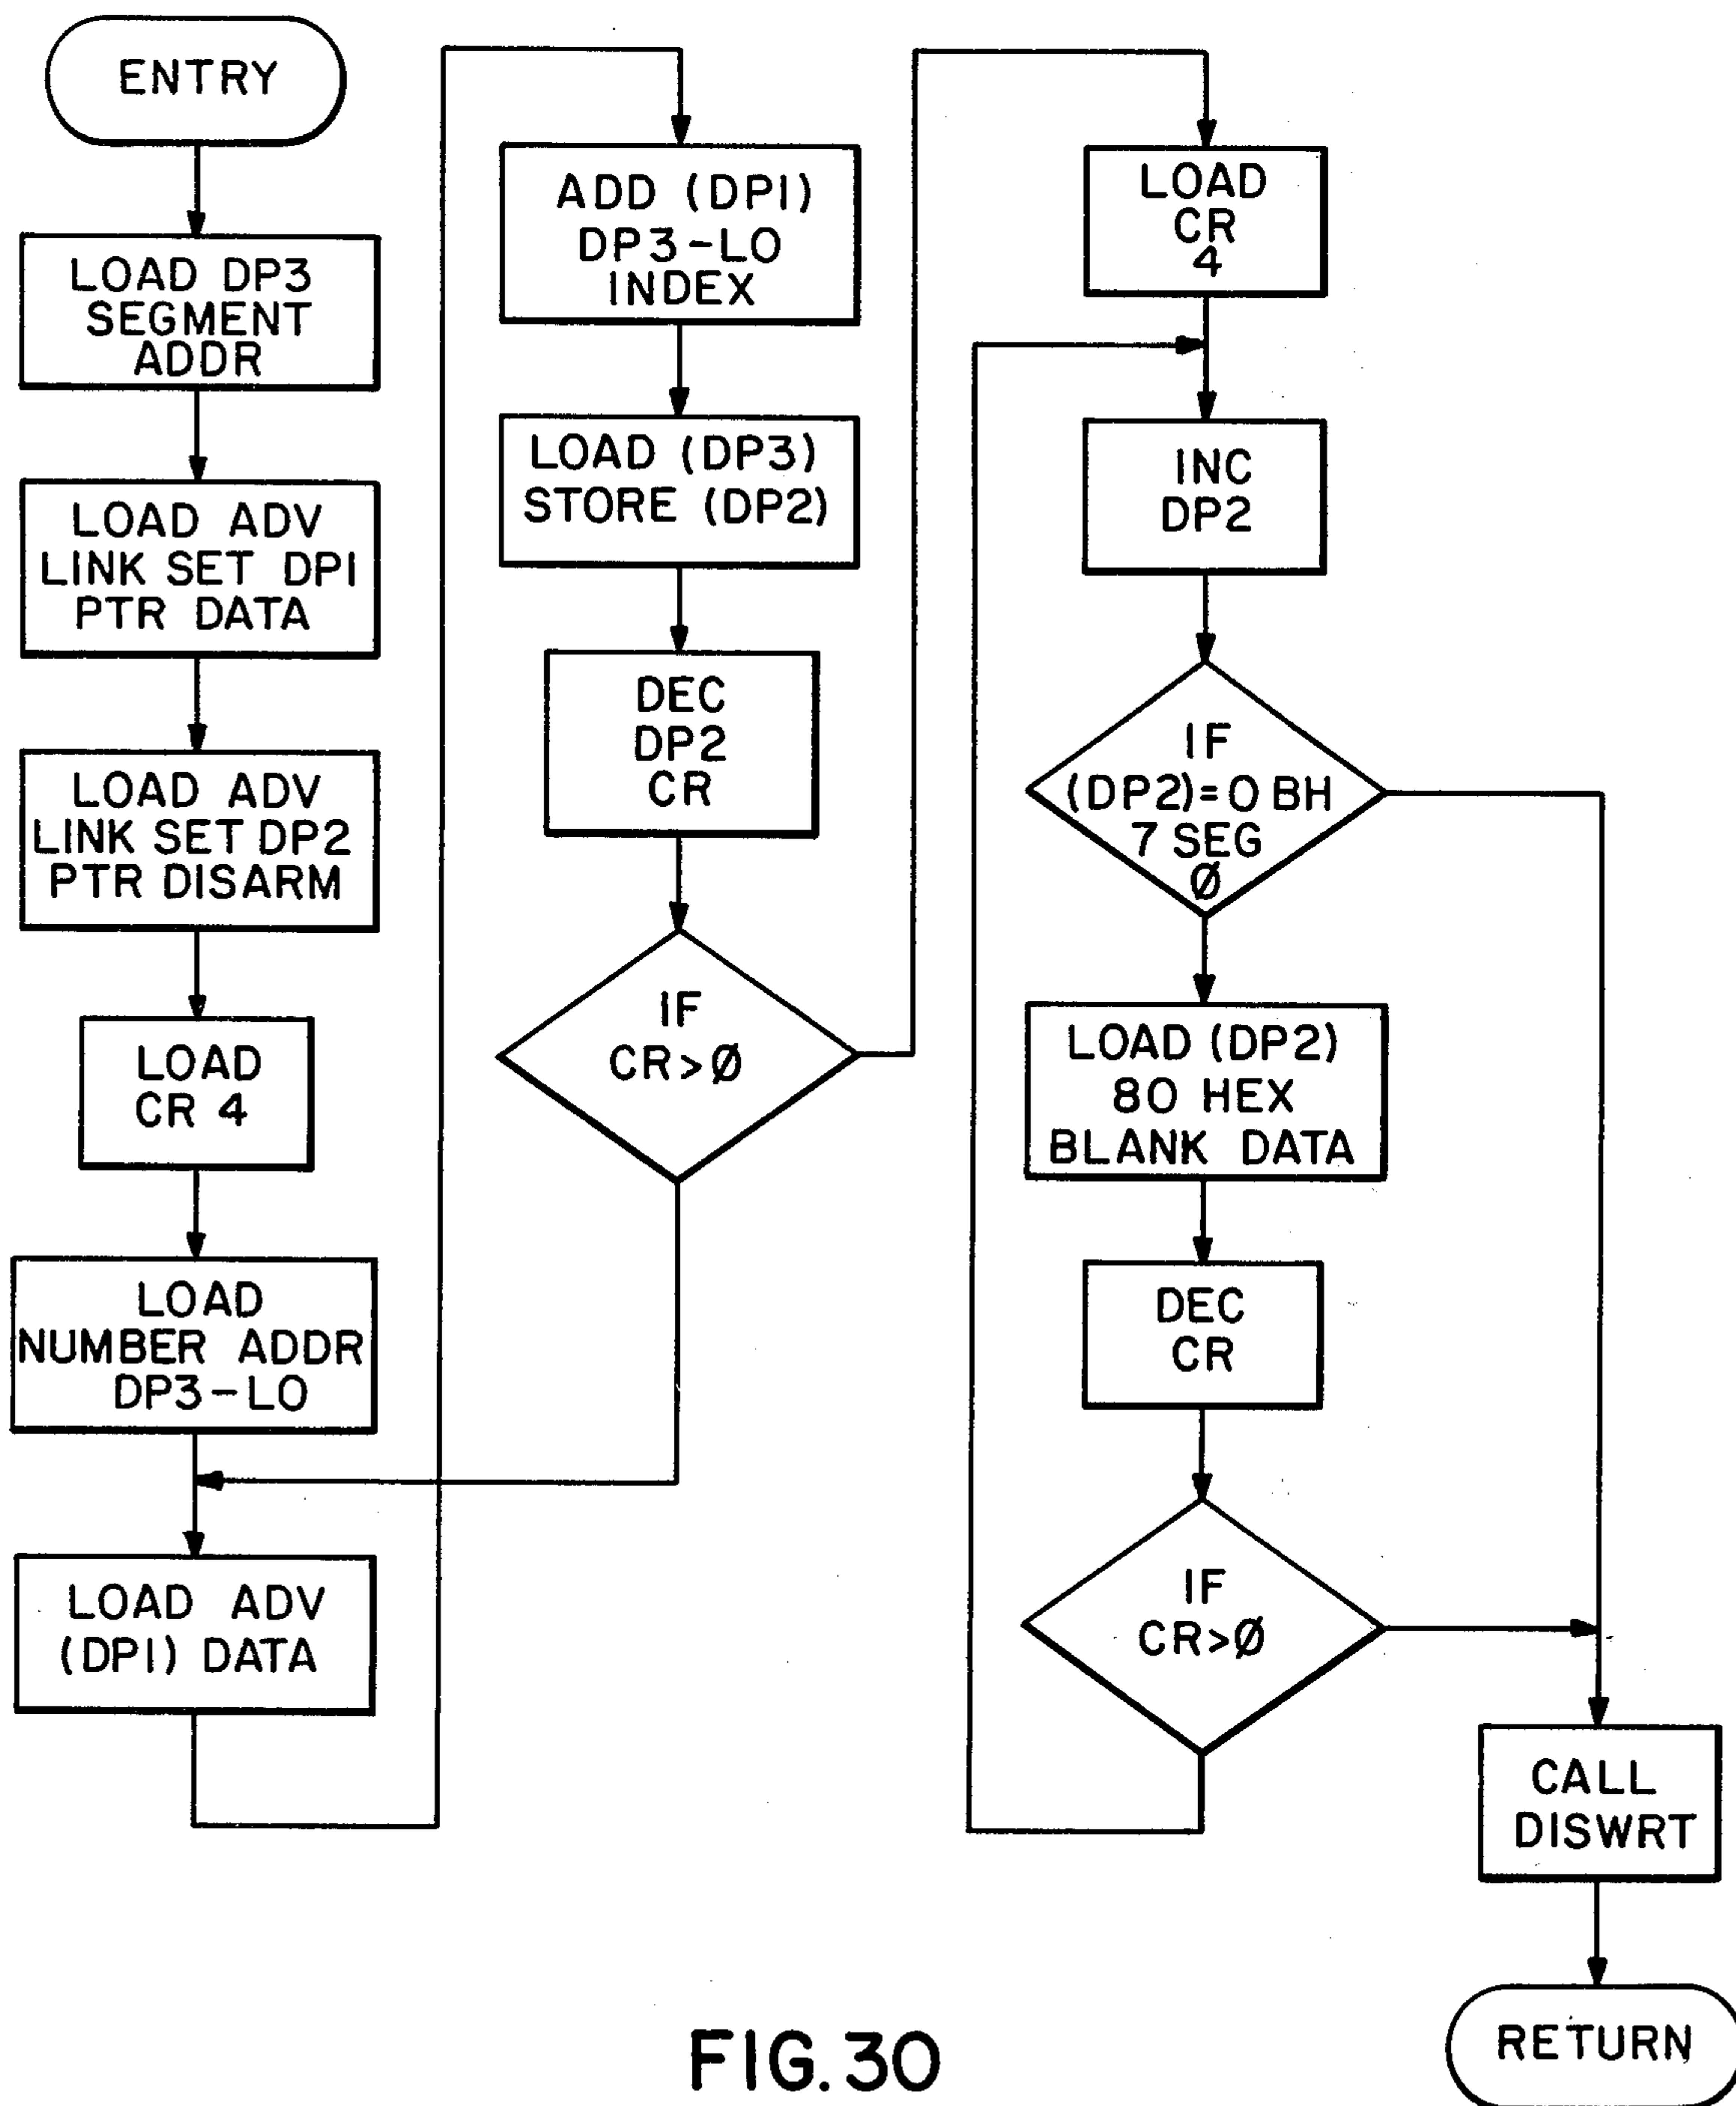 ENTRY
LOAD DP3
SEGMENT
ADDR
LOAD ADV
LINK SET DP1
PTR DATA
LOAD ADV
LINK SET DP2
PTR DISARM
LOAD
CR 4
LOAD
NUMBER ADDR
DP3-LO
LOAD ADV
(DP1) DATA
ADD (DP1)
DP3-LO
INDEX
LOAD (DP3)
STORE (DP2)
DEC
DP2
CR
IF
CR>Ø
LOAD
CR
4
INC
DP2
IF
(DP2)=0 BH
7 SEG
Ø
LOAD (DP2)
80 HEX
BLANK DATA
DEC
CR
IF
CR>Ø
CALL
DISWRT
RETURN
FIG. 30